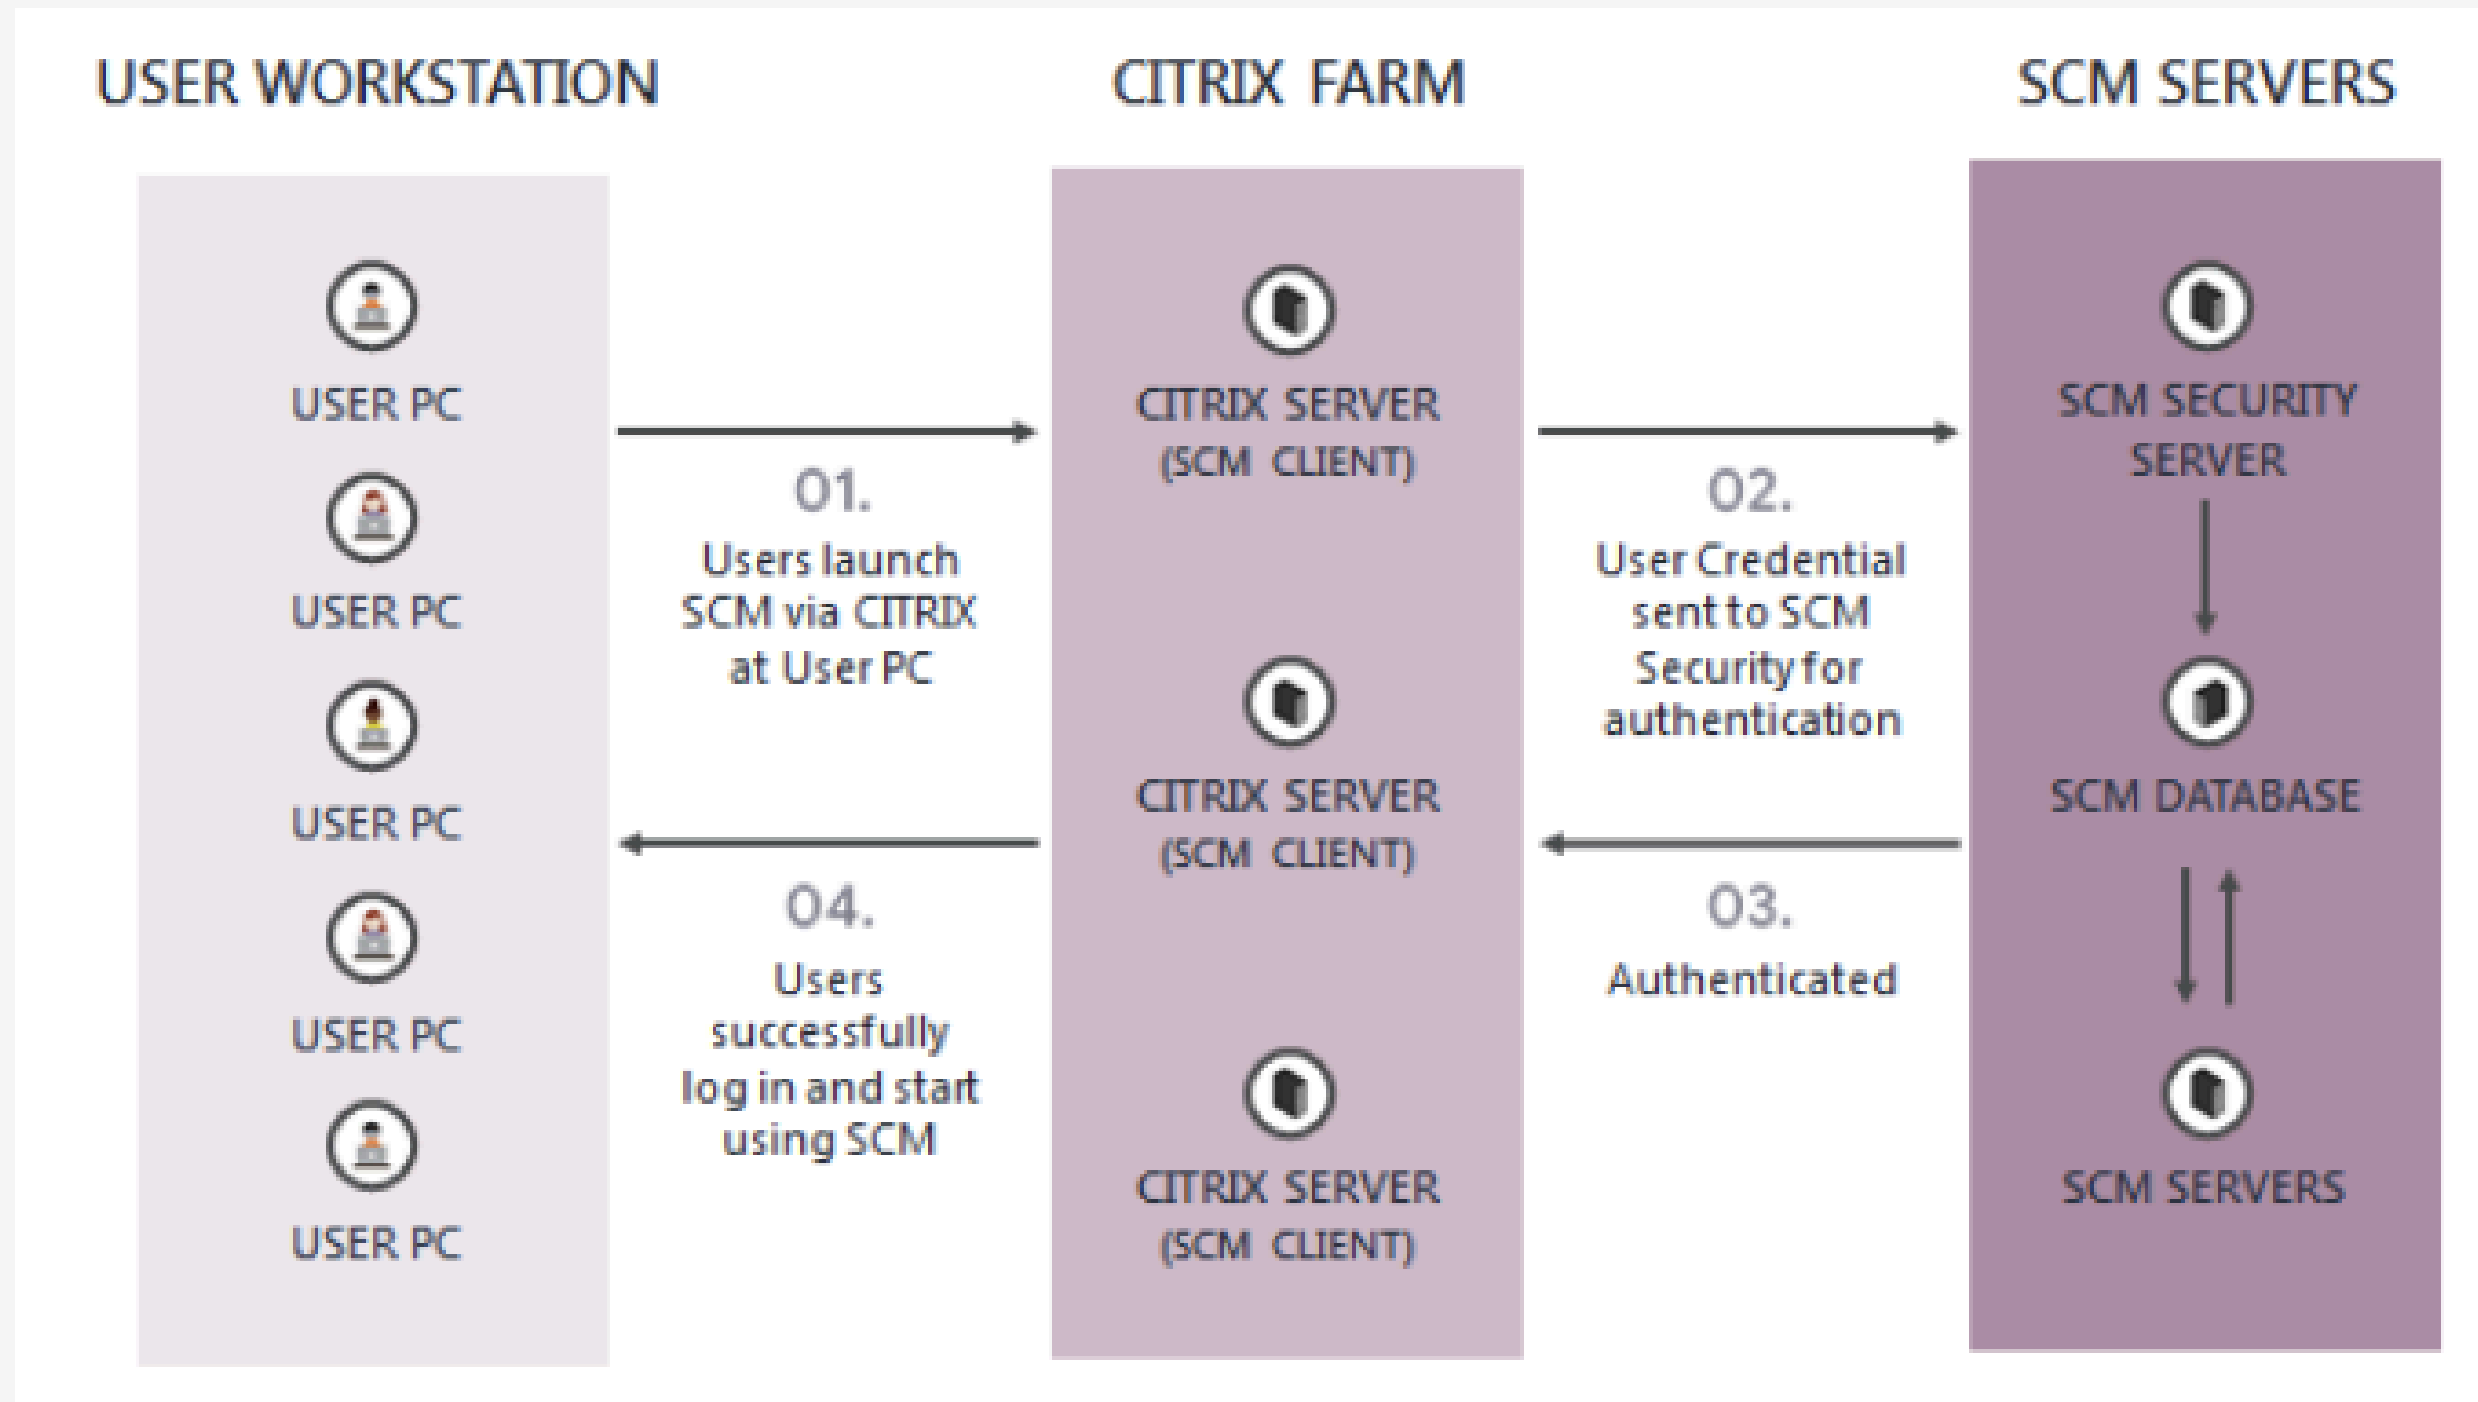 USER WORKSTATION
CITRIX FARM
SCM SERVERS
USER PC
USER PC
USER PC
USER PC
USER PC
01.
Users launch
SCM via CITRIX
at User PC
04.
Users
successfully
log in and start
using SCM
CITRIX SERVER
(SCM CLIENT)
CITRIX SERVER
(SCM CLIENT)
CITRIX SERVER
(SCM CLIENT)
02.
User Credential
sent to SCM
Security for
authentication
03.
Authenticated
SCM SECURITY
SERVER
SCM DATABASE
SCM SERVERS